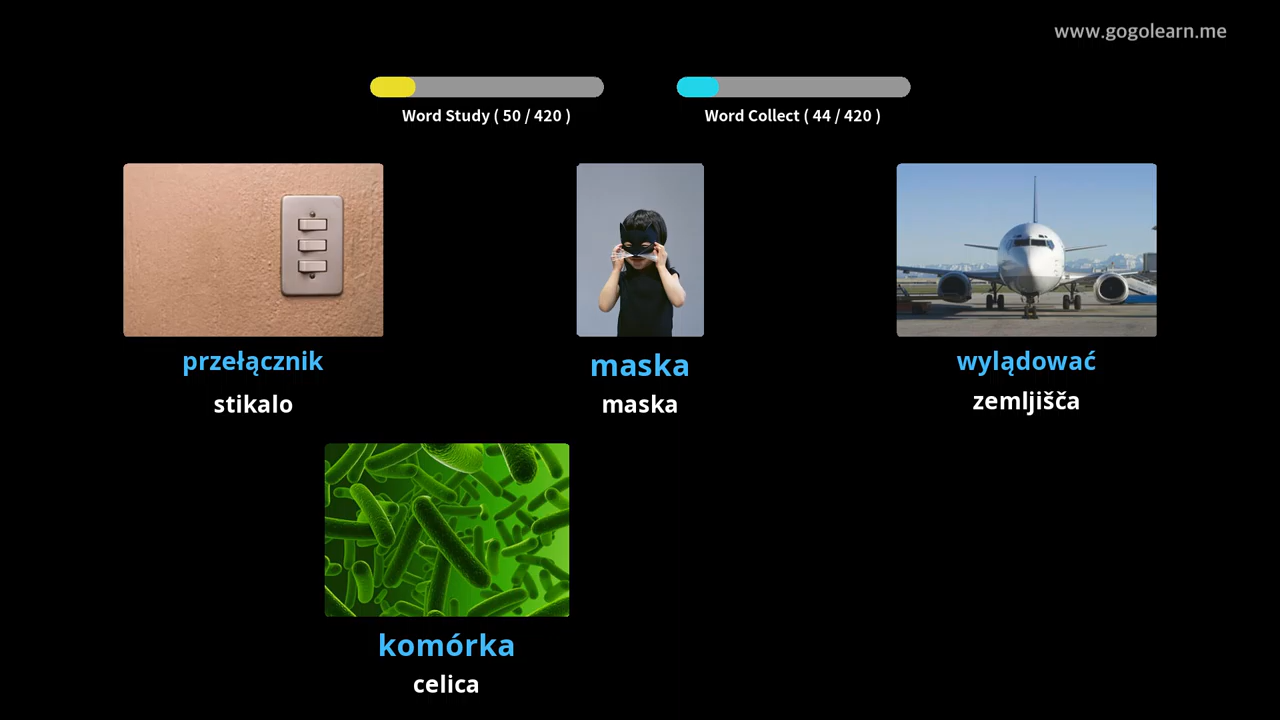 www.gogolearn.me
Word Study ( 50 / 420 )
Word Collect ( 44 / 420 )
przełącznik
stikalo
maska
maska
wylądować
zemljišča
komórka
celica